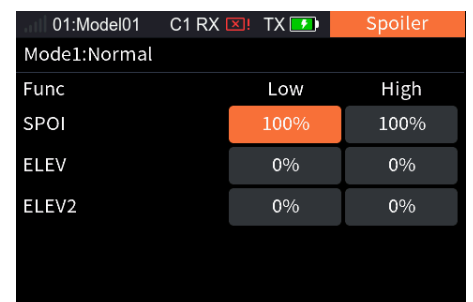 01:Model01 C1 RX ! TX Spoiler
Mode1:Normal
Func Low High
SPOI 100% 100%
ELEV 0% 0%
ELEV2 0% 0%